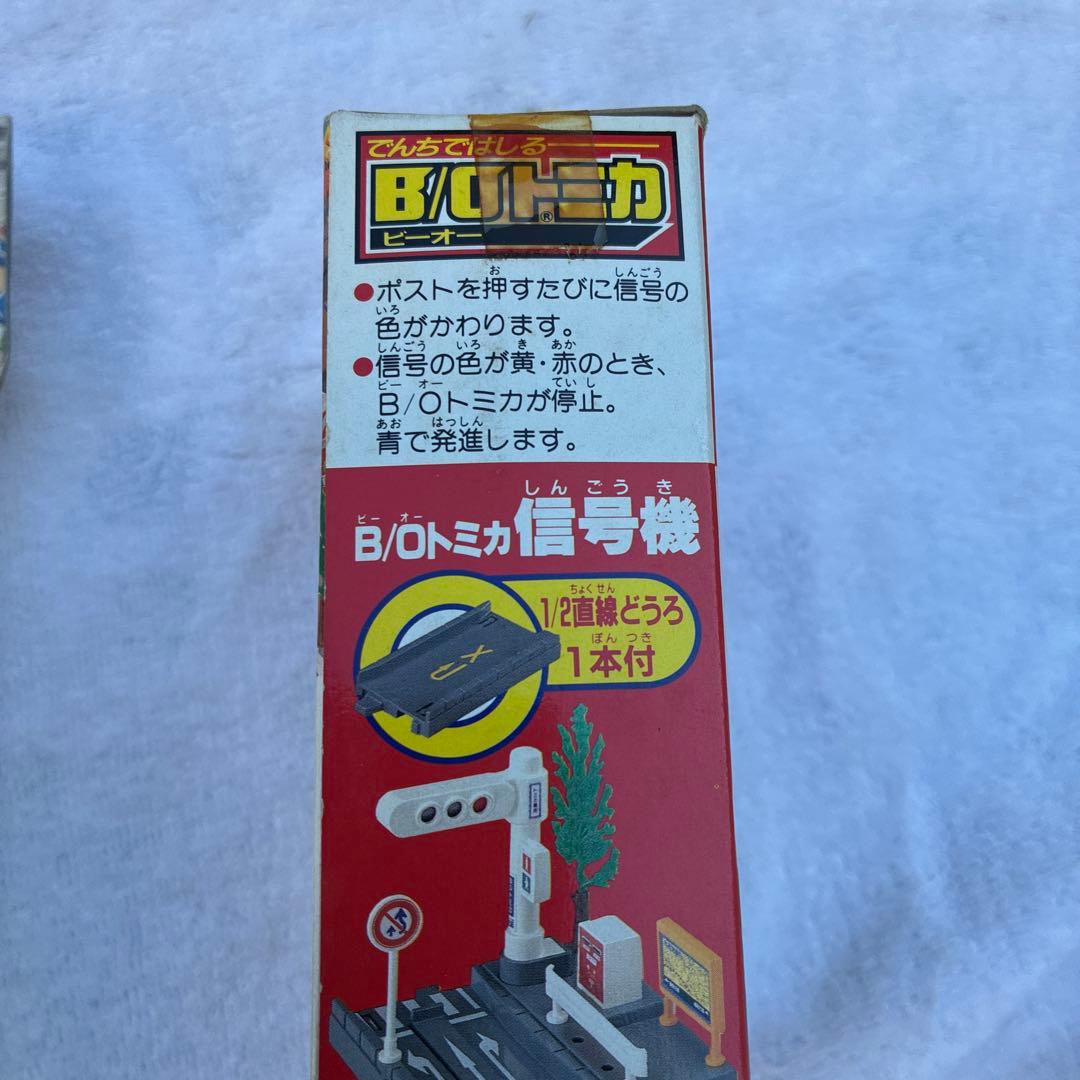 でんちではしる
B/Oトミカ®
ビーオー
●ポストを押すたびに信号の
色がかわります。
●信号の色が黄・赤のとき、
B/Oトミカが停止。
青で発進します。
B/Oトミカ信号機
1/2直線どうろ
1本付